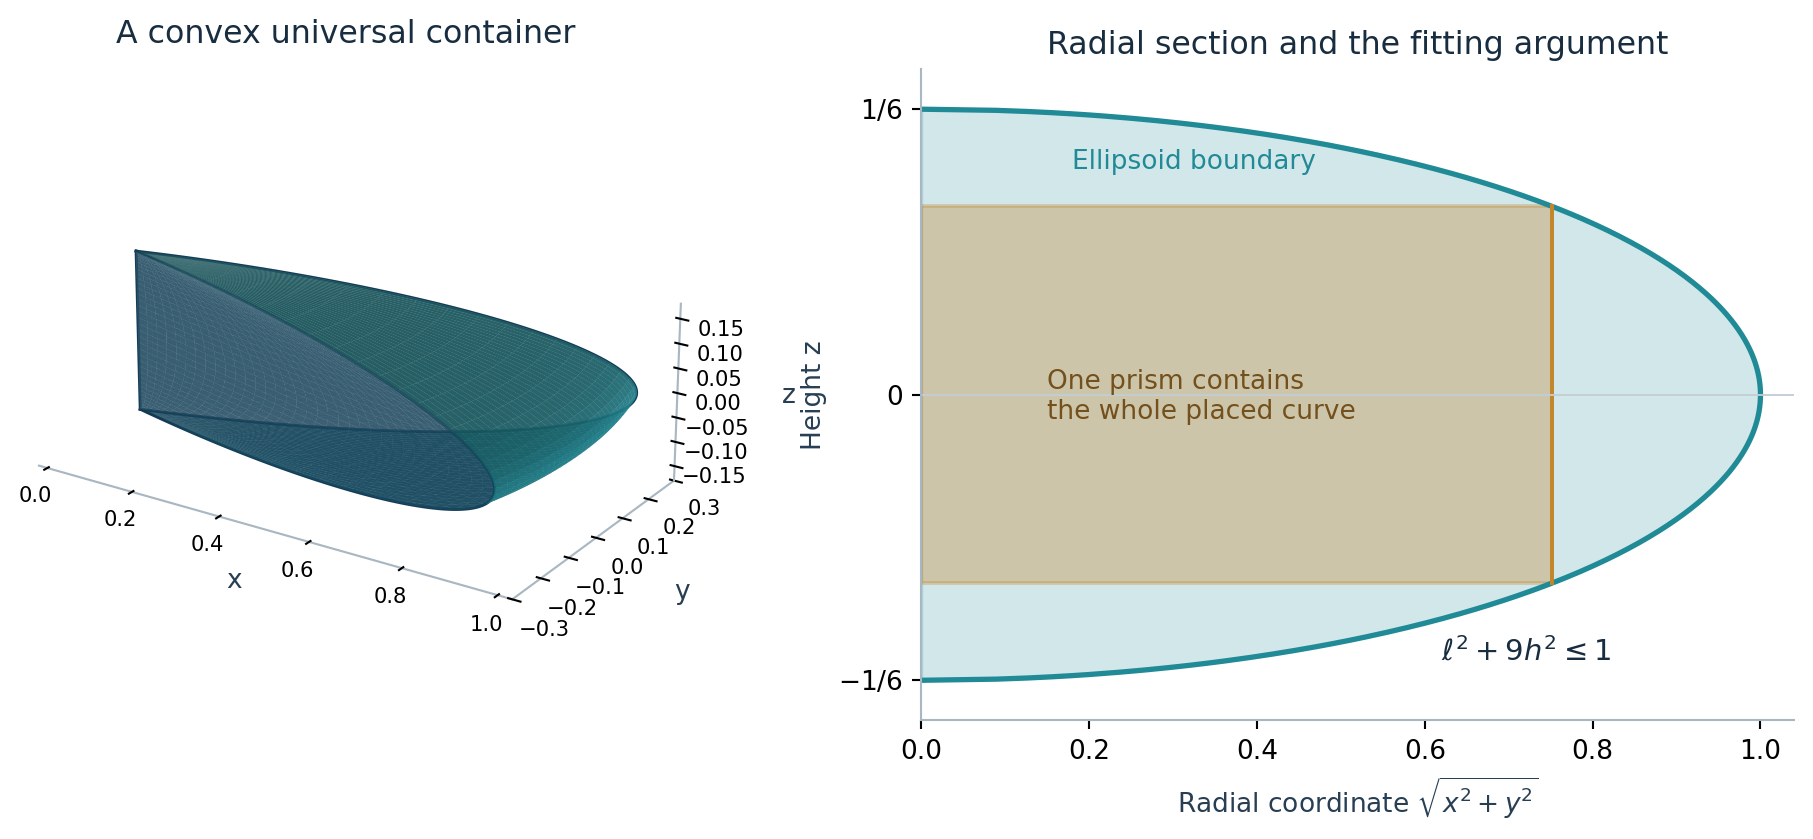 A convex universal container
0.15
0.10
0.05
0.00
−0.05
−0.10
−0.15
z
0.3
0.2
0.1
0.0
−0.1
−0.2
−0.3
y
0.0
0.2
0.4
0.6
0.8
1.0
x
Radial section and the fitting argument
Height z
1/6
0
−1/6
Ellipsoid boundary
One prism contains
the whole placed curve
ℓ² + 9h² ≤ 1
0.0 0.2 0.4 0.6 0.8 1.0
Radial coordinate √x² + y²